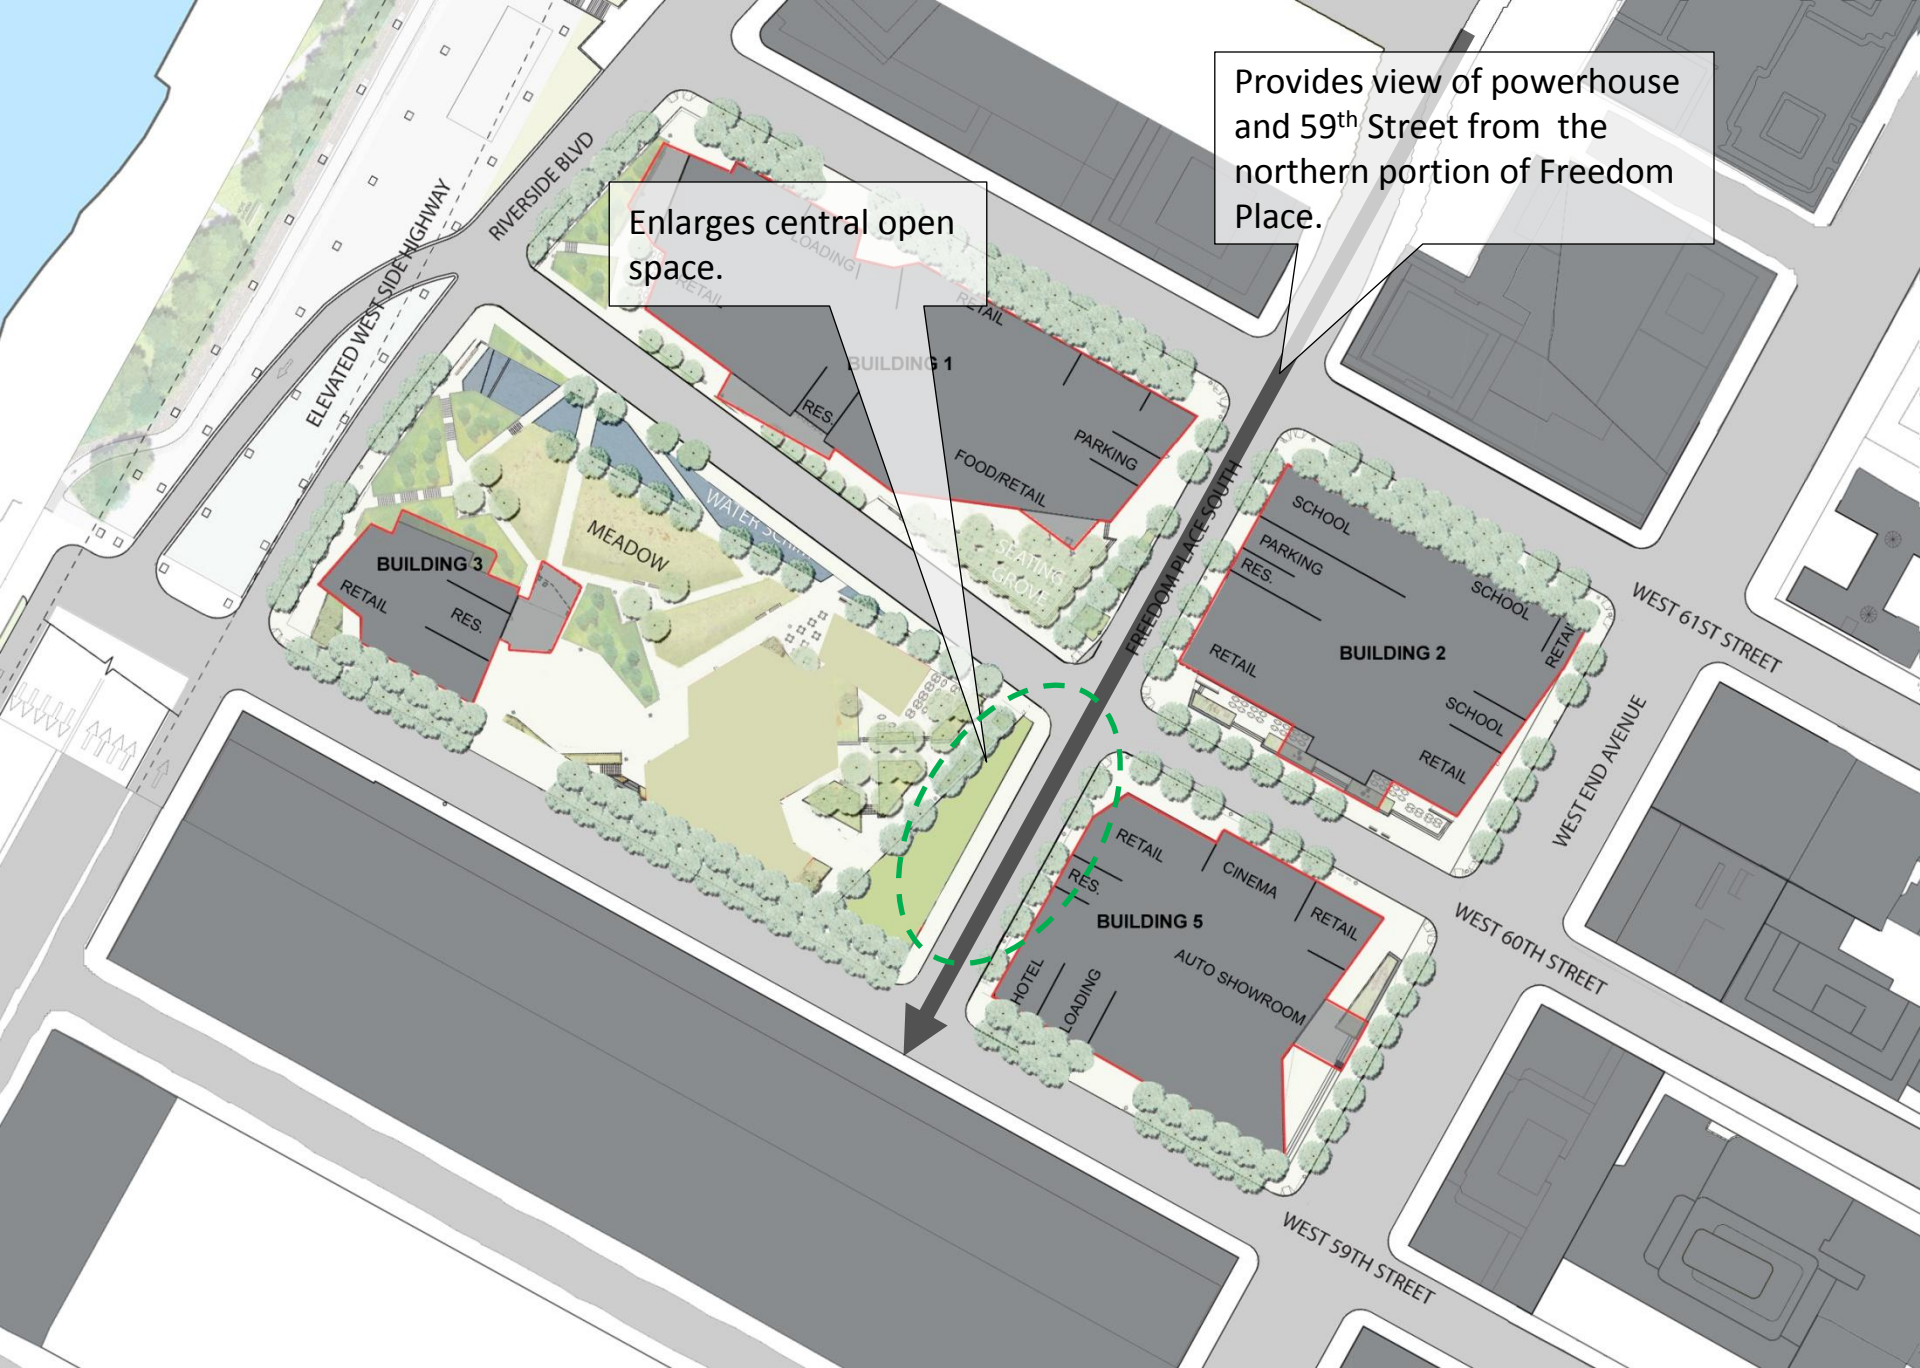 Provides view of powerhouse
and 59th Street from the
northern portion of Freedom
Place.
Enlarges central open
space.
RIVERSIDE BLVD
ELEVATED WEST SIDE HIGHWAY
LOADING
RETAIL
RETAIL
BUILDING 1
RES.
PARKING
FOOD/RETAIL
FREEDOM PLACE SOUTH
WATER
MEADOW
SEATING
GROVE
BUILDING 3
RETAIL
RES.
SCHOOL
PARKING
RES.
SCHOOL
RETAIL
BUILDING 2
RETAIL
SCHOOL
RETAIL
WEST 61ST STREET
WEST END AVENUE
RETAIL
CINEMA
RES.
RETAIL
BUILDING 5
AUTO SHOWROOM
HOTEL
LOADING
WEST 60TH STREET
WEST 59TH STREET